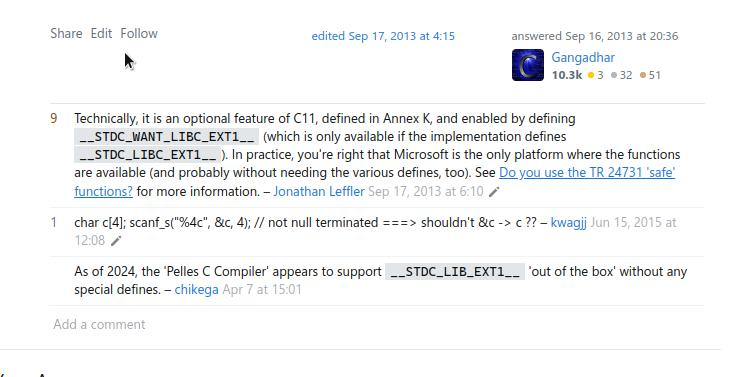 Share Edit Follow
edited Sep 17, 2013 at 4:15
answered Sep 16, 2013 at 20:36
Gangadhar
10.3k 3 32 51
9 Technically, it is an optional feature of C11, defined in Annex K, and enabled by defining
__STDC_WANT_LIBC_EXT1__ (which is only available if the implementation defines
__STDC_LIBC_EXT1__). In practice, you're right that Microsoft is the only platform where the functions
are available (and probably without needing the various defines, too). See Do you use the TR 24731 'safe'
functions? for more information. – Jonathan Leffler Sep 17, 2013 at 6:10
1 char c[4]; scanf_s("%4c", &c, 4); // not null terminated ===> shouldn't &c -> c ?? – kwagjj Jun 15, 2015 at
12:08
As of 2024, the 'Pelles C Compiler' appears to support __STDC_LIB_EXT1__ 'out of the box' without any
special defines. – chikega Apr 7 at 15:01
Add a comment